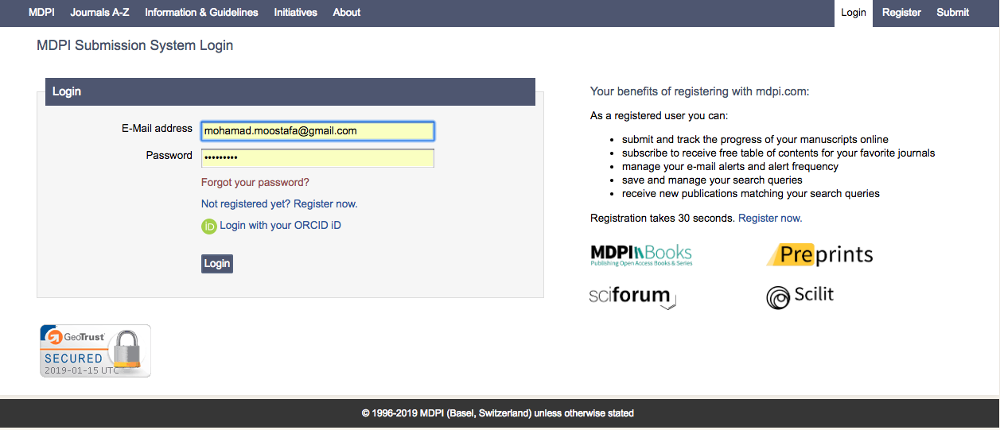 MDPI Journals A-Z Information & Guidelines Initiatives About Login Register Submit
MDPI Submission System Login
Login
E-Mail address mohamad.moostafa@gmail.com
Password •••••••••
Forgot your password?
Not registered yet? Register now.
iD Login with your ORCID iD
Login
Your benefits of registering with mdpi.com:
As a registered user you can:
• submit and track the progress of your manuscripts online
• subscribe to receive free table of contents for your favorite journals
• manage your e-mail alerts and alert frequency
• save and manage your search queries
• receive new publications matching your search queries
Registration takes 30 seconds. Register now.
MDPI Books
Publishing Open Access Books & Series
Preprints
sciforum
Scilit
GeoTrust
SECURED
2019-01-15 UTC
© 1996-2019 MDPI (Basel, Switzerland) unless otherwise stated